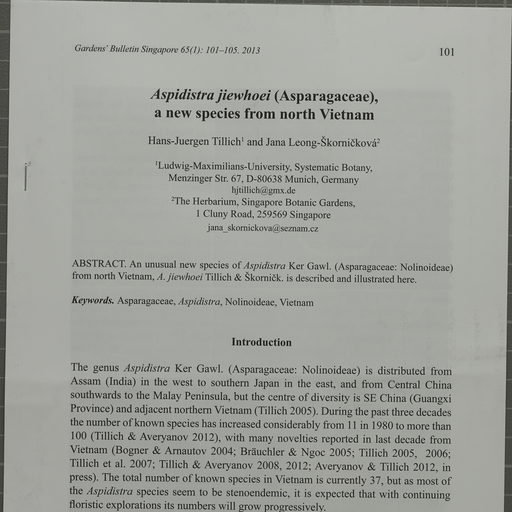 Gardens' Bulletin Singapore 65(1): 101–105. 2013
101
Aspidistra jiewhoei (Asparagaceae),
a new species from north Vietnam
Hans-Juergen Tillich¹ and Jana Leong-Škorničková²
¹Ludwig-Maximilians-University, Systematic Botany,
Menzinger Str. 67, D-80638 Munich, Germany
hjtillich@gmx.de
²The Herbarium, Singapore Botanic Gardens,
1 Cluny Road, 259569 Singapore
jana_skornickova@seznam.cz
ABSTRACT. An unusual new species of Aspidistra Ker Gawl. (Asparagaceae: Nolinoideae)
from north Vietnam, A. jiewhoei Tillich & Škorničk. is described and illustrated here.
Keywords. Asparagaceae, Aspidistra, Nolinoideae, Vietnam
Introduction
The genus Aspidistra Ker Gawl. (Asparagaceae: Nolinoideae) is distributed from
Assam (India) in the west to southern Japan in the east, and from Central China
southwards to the Malay Peninsula, but the centre of diversity is SE China (Guangxi
Province) and adjacent northern Vietnam (Tillich 2005). During the past three decades
the number of known species has increased considerably from 11 in 1980 to more than
100 (Tillich & Averyanov 2012), with many novelties reported in last decade from
Vietnam (Bogner & Arnautov 2004; Bräuchler & Ngoc 2005; Tillich 2005, 2006;
Tillich et al. 2007; Tillich & Averyanov 2008, 2012; Averyanov & Tillich 2012, in
press). The total number of known species in Vietnam is currently 37, but as most of
the Aspidistra species seem to be stenoendemic, it is expected that with continuing
floristic explorations its numbers will grow progressively.